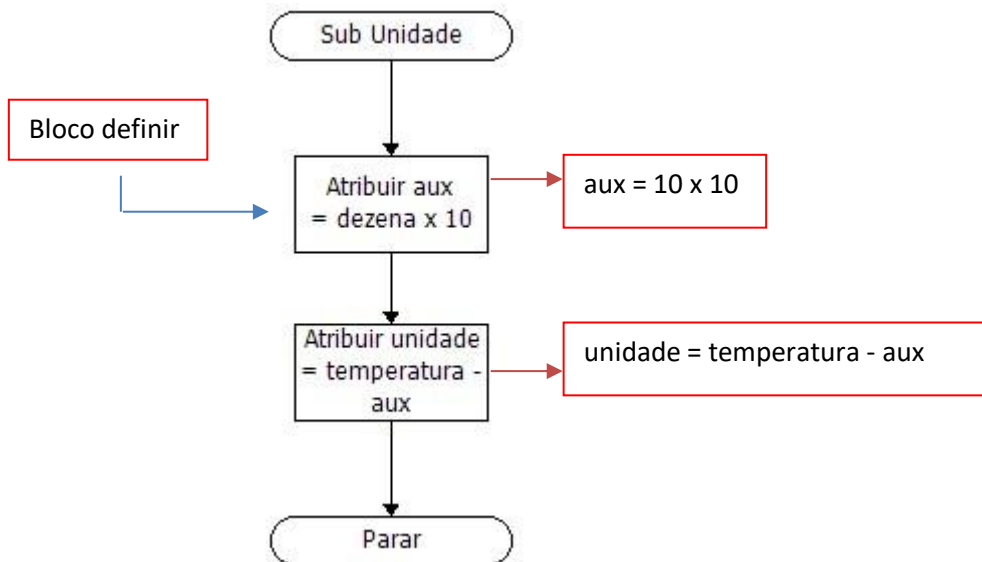 Sub Unidade
Bloco definir
Atribuir aux
= dezena x 10
aux = 10 x 10
Atribuir unidade
= temperatura -
aux
unidade = temperatura - aux
Parar